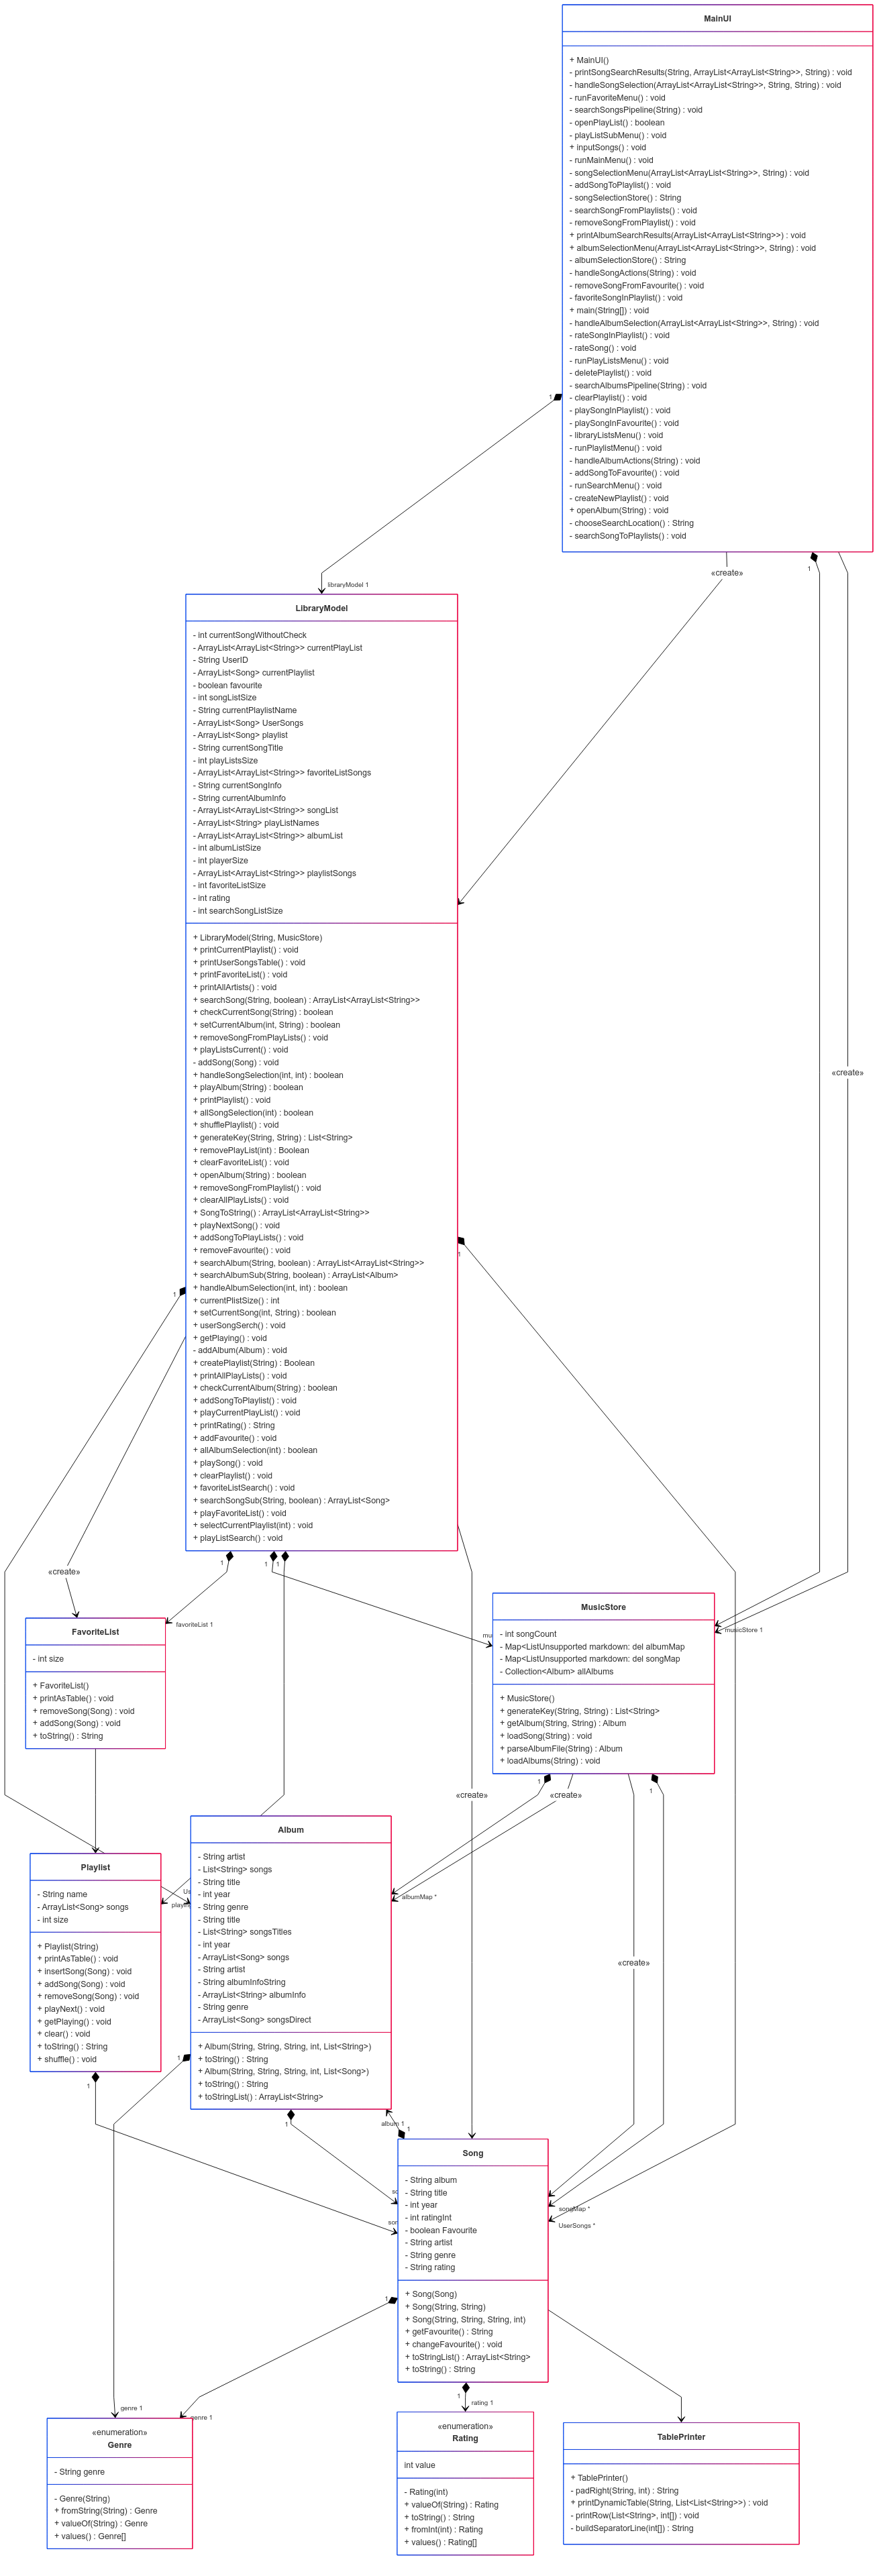 MainUI
+ MainUI()
- printSongSearchResults(String, ArrayList<ArrayList<String>>, String) : void
- handleSongSelection(ArrayList<ArrayList<String>>, String, String) : void
- runFavoriteMenu() : void
- searchSongsPipeline(String) : void
- openPlayList() : boolean
- playListSubMenu() : void
+ inputSongs() : void
- runMainMenu() : void
- songSelectionMenu(ArrayList<ArrayList<String>>, String) : void
- addSongToPlaylist() : void
- songSelectionStore() : String
- searchSongFromPlaylists() : void
- removeSongFromPlaylist() : void
+ printAlbumSearchResults(ArrayList<ArrayList<String>>) : void
+ albumSelectionMenu(ArrayList<ArrayList<String>>, String) : void
- albumSelectionStore() : String
- handleSongActions(String) : void
- removeSongFromFavourite() : void
- favoriteSongInPlaylist() : void
+ main(String[]) : void
- handleAlbumSelection(ArrayList<ArrayList<String>>, String) : void
- rateSongInPlaylist() : void
- rateSong() : void
- runPlayListsMenu() : void
- deletePlaylist() : void
- searchAlbumsPipeline(String) : void
- clearPlaylist() : void
- playSongInPlaylist() : void
- playSongInFavourite() : void
- libraryListsMenu() : void
- runPlaylistMenu() : void
- handleAlbumActions(String) : void
- addSongToFavourite() : void
- runSearchMenu() : void
- createNewPlaylist() : void
+ openAlbum(String) : void
- chooseSearchLocation() : String
- searchSongToPlaylists() : void
1
«create»
1
libraryModel 1
LibraryModel
- int currentSongWithoutCheck
- ArrayList<ArrayList<String>> currentPlayList
- String UserID
- ArrayList<Song> currentPlaylist
- boolean favourite
- int songListSize
- String currentPlaylistName
- ArrayList<Song> UserSongs
- ArrayList<Song> playlist
- String currentSongTitle
- int playListsSize
- ArrayList<ArrayList<String>> favoriteListSongs
- String currentSongInfo
- String currentAlbumInfo
- ArrayList<ArrayList<String>> songList
- ArrayList<String> playListNames
- ArrayList<ArrayList<String>> albumList
- int albumListSize
- int playerSize
- ArrayList<ArrayList<String>> playlistSongs
- int favoriteListSize
- int rating
- int searchSongListSize
+ LibraryModel(String, MusicStore)
+ printCurrentPlaylist() : void
+ printUserSongsTable() : void
+ printFavoriteList() : void
+ printAllArtists() : void
+ searchSong(String, boolean) : ArrayList<ArrayList<String>>
+ checkCurrentSong(String) : boolean
+ setCurrentAlbum(int, String) : boolean
+ removeSongFromPlayLists() : void
+ playListsCurrent() : void
- addSong(Song) : void
+ handleSongSelection(int, int) : boolean
+ playAlbum(String) : boolean
+ printPlaylist() : void
+ allSongSelection(int) : boolean
+ shufflePlaylist() : void
+ generateKey(String, String) : List<String>
+ removePlayList(int) : Boolean
+ clearFavoriteList() : void
+ openAlbum(String) : boolean
+ removeSongFromPlaylist() : void
+ clearAllPlayLists() : void
+ SongToString() : ArrayList<ArrayList<String>>
+ playNextSong() : void
+ addSongToPlayLists() : void
+ removeFavourite() : void
+ searchAlbum(String, boolean) : ArrayList<ArrayList<String>>
+ searchAlbumSub(String, boolean) : ArrayList<Album>
+ handleAlbumSelection(int, int) : boolean
+ currentPlistSize() : int
+ setCurrentSong(int, String) : boolean
+ userSongSerch() : void
+ getPlaying() : void
- addAlbum(Album) : void
+ createPlaylist(String) : Boolean
+ printAllPlayLists() : void
+ checkCurrentAlbum(String) : boolean
+ addSongToPlaylist() : void
+ playCurrentPlayList() : void
+ printRating() : String
+ addFavourite() : void
+ allAlbumSelection(int) : boolean
+ playSong() : void
+ clearPlaylist() : void
+ favoriteListSearch() : void
+ searchSongSub(String, boolean) : ArrayList<Song>
+ playFavoriteList() : void
+ selectCurrentPlaylist(int) : void
+ playListSearch() : void
«create»
1
1
1
1
1
«create»
favoriteList 1
FavoriteList
- int size
+ FavoriteList()
+ printAsTable() : void
+ removeSong(Song) : void
+ addSong(Song) : void
+ toString() : String
mu
musicStore 1
MusicStore
- int songCount
- Map<ListUnsupported markdown: del albumMap
- Map<ListUnsupported markdown: del songMap
- Collection<Album> allAlbums
+ MusicStore()
+ generateKey(String, String) : List<String>
+ getAlbum(String, String) : Album
+ loadSong(String) : void
+ parseAlbumFile(String) : Album
+ loadAlbums(String) : void
1
«create»
«create»
1
«create»
Playlist
- String name
- ArrayList<Song> songs
- int size
+ Playlist(String)
+ printAsTable() : void
+ insertSong(Song) : void
+ addSong(Song) : void
+ removeSong(Song) : void
+ playNext() : void
+ getPlaying() : void
+ clear() : void
+ toString() : String
+ shuffle() : void
Us
Album
- String artist
- List<String> songs
- String title
- int year
- String genre
- String title
- List<String> songsTitles
- int year
- ArrayList<Song> songs
- String artist
- String albumInfoString
- ArrayList<String> albumInfo
- String genre
- ArrayList<Song> songsDirect
+ Album(String, String, String, int, List<String>)
+ toString() : String
+ Album(String, String, String, int, List<Song>)
+ toString() : String
+ toStringList() : ArrayList<String>
albumMap *
1
1
1
album 1
1
so
Song
- String album
- String title
- int year
- int ratingInt
- boolean Favourite
- String artist
- String genre
- String rating
+ Song(Song)
+ Song(String, String)
+ Song(String, String, String, int)
+ getFavourite() : String
+ changeFavourite() : void
+ toStringList() : ArrayList<String>
+ toString() : String
songMap *
UserSongs *
1
1
genre 1
genre 1
rating 1
«enumeration»
Genre
- String genre
- Genre(String)
+ fromString(String) : Genre
+ valueOf(String) : Genre
+ values() : Genre[]
«enumeration»
Rating
int value
- Rating(int)
+ valueOf(String) : Rating
+ toString() : String
+ fromInt(int) : Rating
+ values() : Rating[]
TablePrinter
+ TablePrinter()
- padRight(String, int) : String
+ printDynamicTable(String, List<List<String>>) : void
- printRow(List<String>, int[]) : void
- buildSeparatorLine(int[]) : String